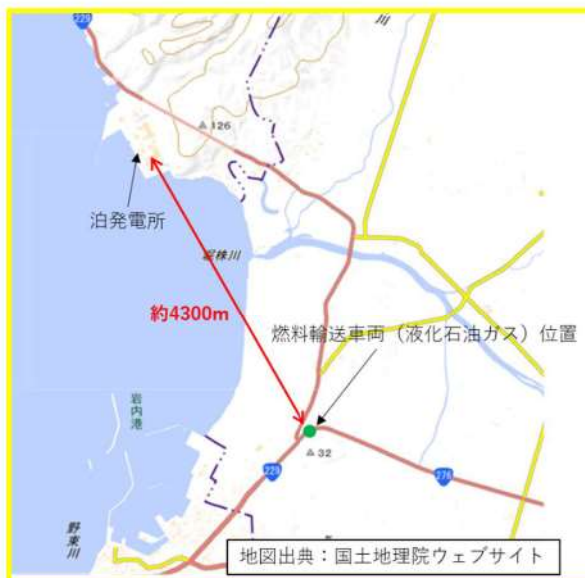 229
川
126
泊発電所
堀株川
約4300m
燃料輸送車両（液化石油ガス）位置
岩内港
32
229
276
野束川
地図出典：国土地理院ウェブサイト